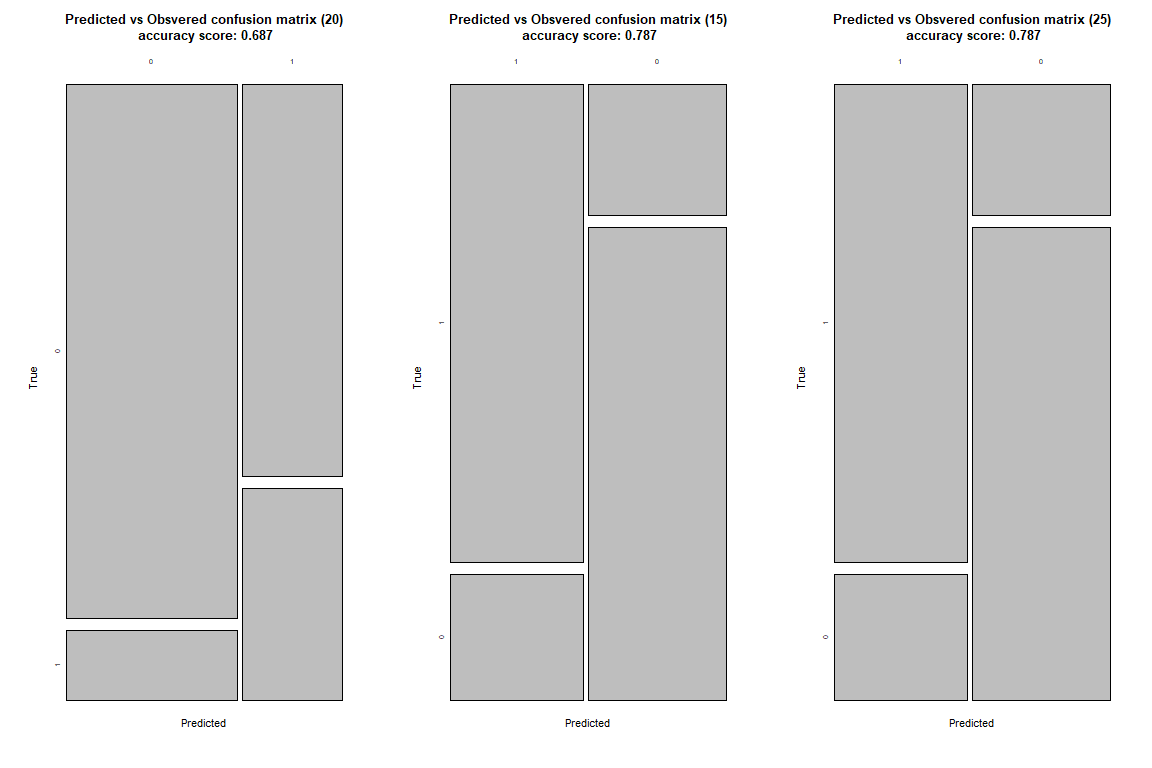 Predicted vs Obsvered confusion matrix (20)
accuracy score: 0.687
0 1
0
True
1
Predicted
Predicted vs Obsvered confusion matrix (15)
accuracy score: 0.787
1 0
1
True
0
Predicted
Predicted vs Obsvered confusion matrix (25)
accuracy score: 0.787
1 0
1
True
0
Predicted